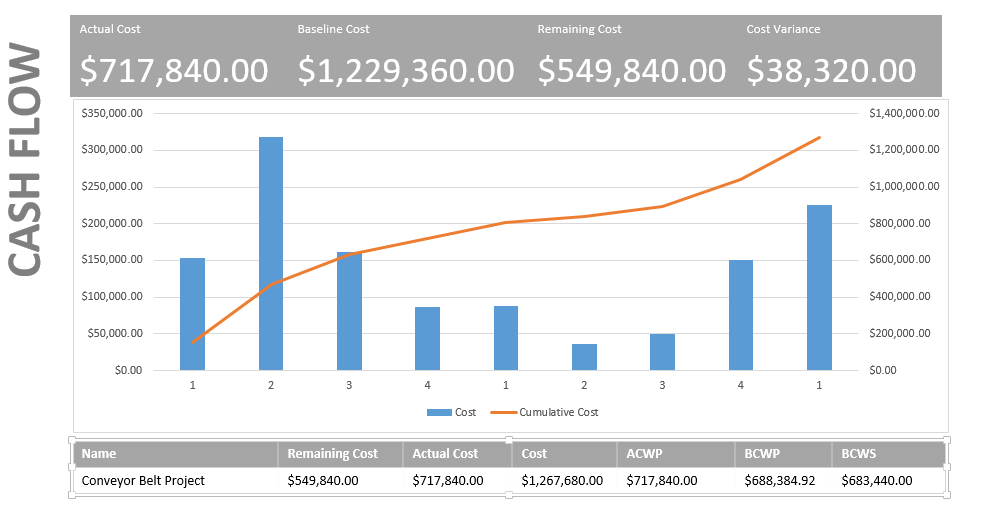 CASH FLOW
Actual Cost Baseline Cost Remaining Cost Cost Variance
$717,840.00 $1,229,360.00 $549,840.00 $38,320.00
$350,000.00 $1,400,000.00
$300,000.00 $1,200,000.00
$250,000.00 $1,000,000.00
$200,000.00 $800,000.00
$150,000.00 $600,000.00
$100,000.00 $400,000.00
$50,000.00 $200,000.00
$0.00 $0.00
1 2 3 4 1 2 3 4 1
Cost Cumulative Cost
Name Remaining Cost Actual Cost Cost ACWP BCWP BCWS
Conveyor Belt Project $549,840.00 $717,840.00 $1,267,680.00 $717,840.00 $688,384.92 $683,440.00